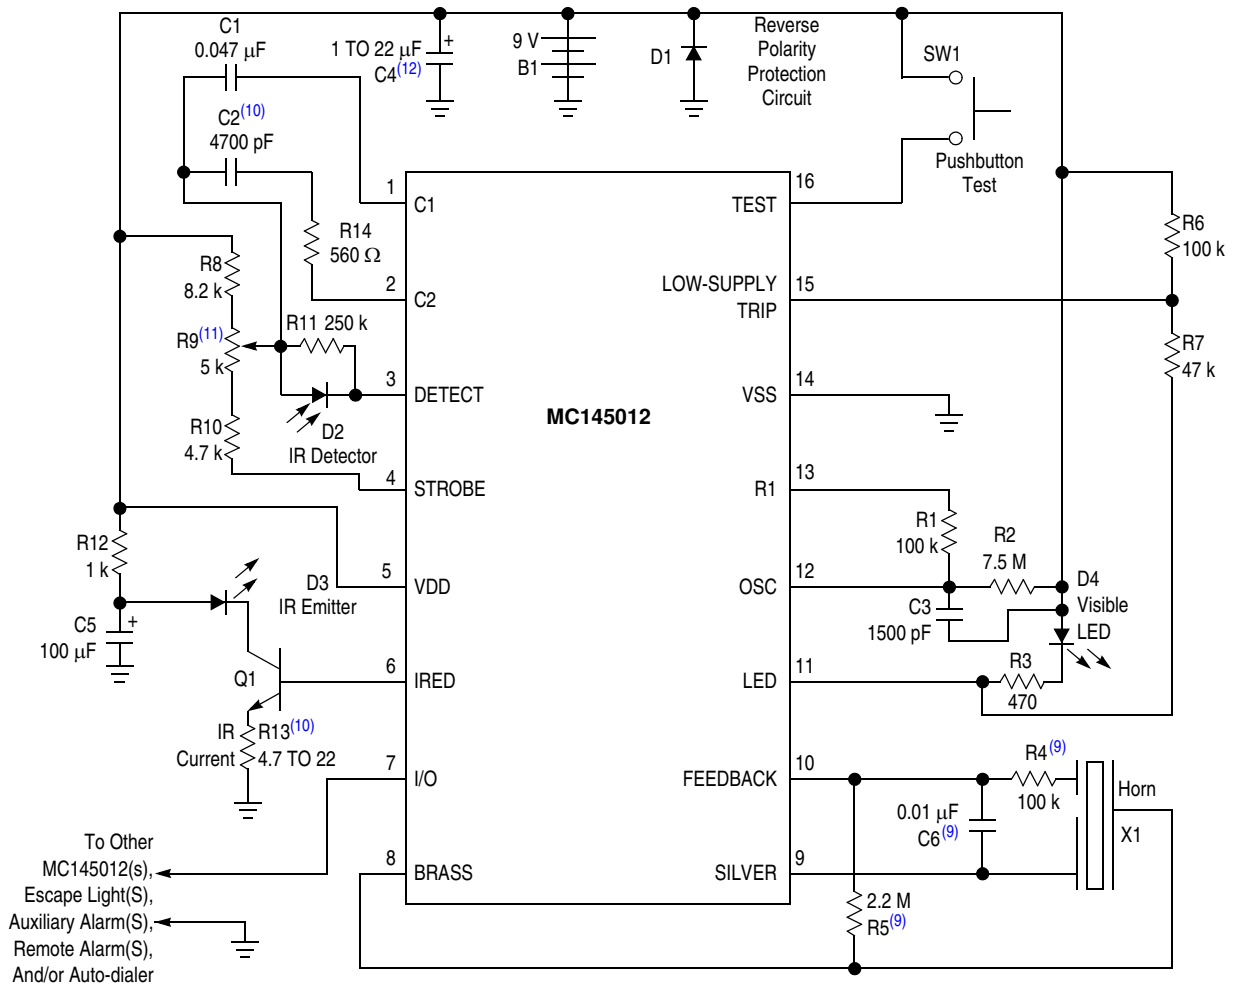 C1
0.047 µF
C2(10)
4700 pF
1 TO 22 µF
C4(12)
+
9 V
B1
D1
Reverse
Polarity
Protection
Circuit
SW1
Pushbutton
Test
R14
560 Ω
R8
8.2 k
R9(11)
5 k
R11 250 k
R10
4.7 k
D2
IR Detector
R12
1 k
C5
100 µF
+
D3
IR Emitter
Q1
IR
Current
R13(10)
4.7 TO 22
To Other
MC145012(s),
Escape Light(S),
Auxiliary Alarm(S),
Remote Alarm(S),
And/or Auto-dialer
1
C1
2
C2
3
DETECT
4
STROBE
5
VDD
6
IRED
7
I/O
8
BRASS
MC145012
16
TEST
15
LOW-SUPPLY
TRIP
14
VSS
13
R1
12
OSC
11
LED
10
FEEDBACK
9
SILVER
R6
100 k
R7
47 k
R1
100 k
R2
7.5 M
C3
1500 pF
D4
Visible
LED
R3
470
R4(9)
100 k
0.01 µF
C6(9)
2.2 M
R5(9)
Horn
X1